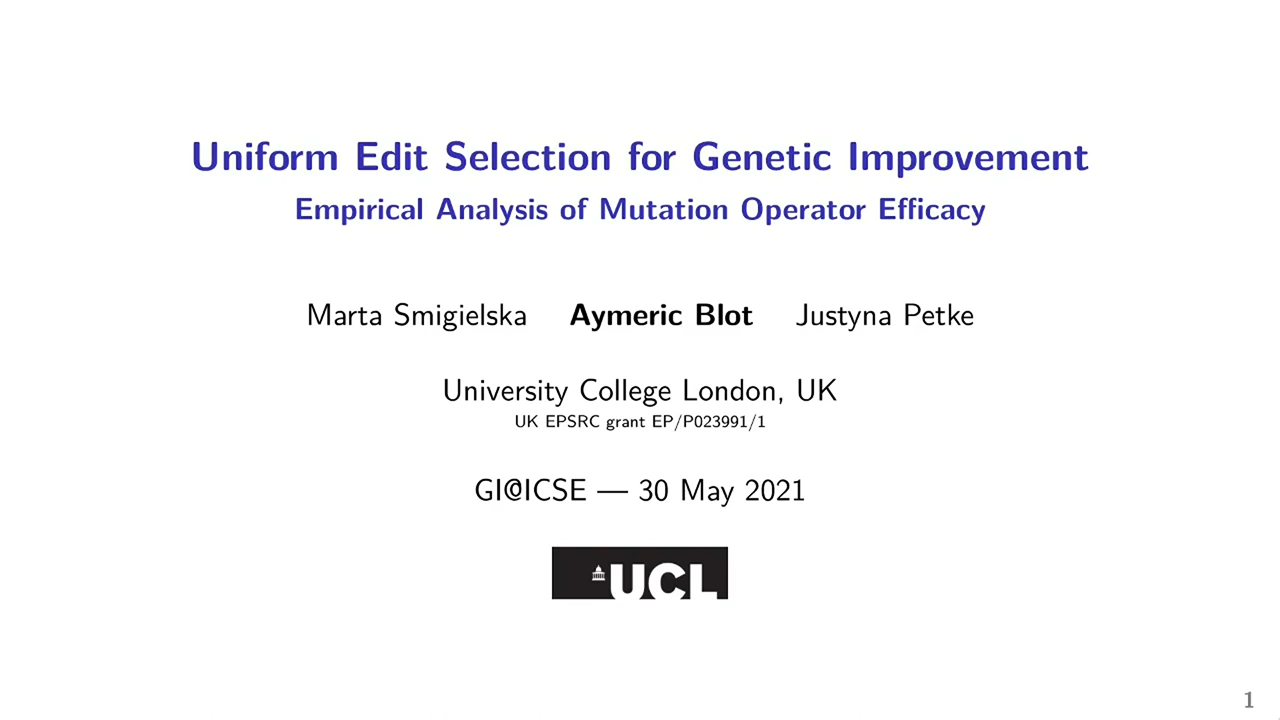 Uniform Edit Selection for Genetic Improvement
Empirical Analysis of Mutation Operator Efficacy
Marta Smigielska Aymeric Blot Justyna Petke
University College London, UK
UK EPSRC grant EP/P023991/1
GI@ICSE — 30 May 2021
UCL
1